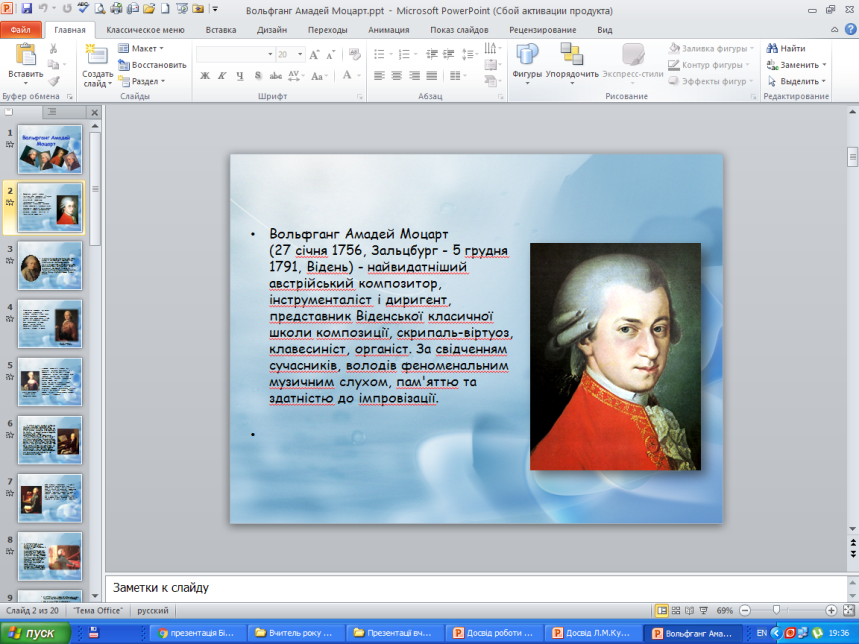 Вольфганг Амадей Моцарт.ppt - Microsoft PowerPoint (Сбой активации продукта)
Файл Главная Классическое меню Вставка Дизайн Переходы Анимация Показ слайдов Рецензирование Вид
Вставить
Буфер обмена
Создать слайд
Макет
Восстановить
Раздел
Слайды
20
Ж К Ч S abc AV Aa A
Шрифт
Абзац
Фигуры Упорядочить Экспресс-стили
Заливка фигуры
Контур фигуры
Эффекты фигур
Рисование
Найти
Заменить
Выделить
Редактирование
1
Вольфганг Амадей
Моцарт
2
3
4
5
6
7
8
9
• Вольфганг Амадей Моцарт
(27 січня 1756, Зальцбург - 5 грудня
1791, Відень) - найвидатніший
австрійський композитор,
інструменталіст і диригент,
представник Віденської класичної
школи композиції, скрипаль-віртуоз,
клавесиніст, органіст. За свідченням
сучасників, володів феноменальним
музичним слухом, пам'яттю та
здатністю до імпровізації.
•
Заметки к слайду
Слайд 2 из 20 "Тема Office" русский 69%
пуск презентація Бі... Вчитель року ... Презентації вч... Досвід роботи ... Досвід Л.М.Ку... Вольфганг Ама... EN 19:36